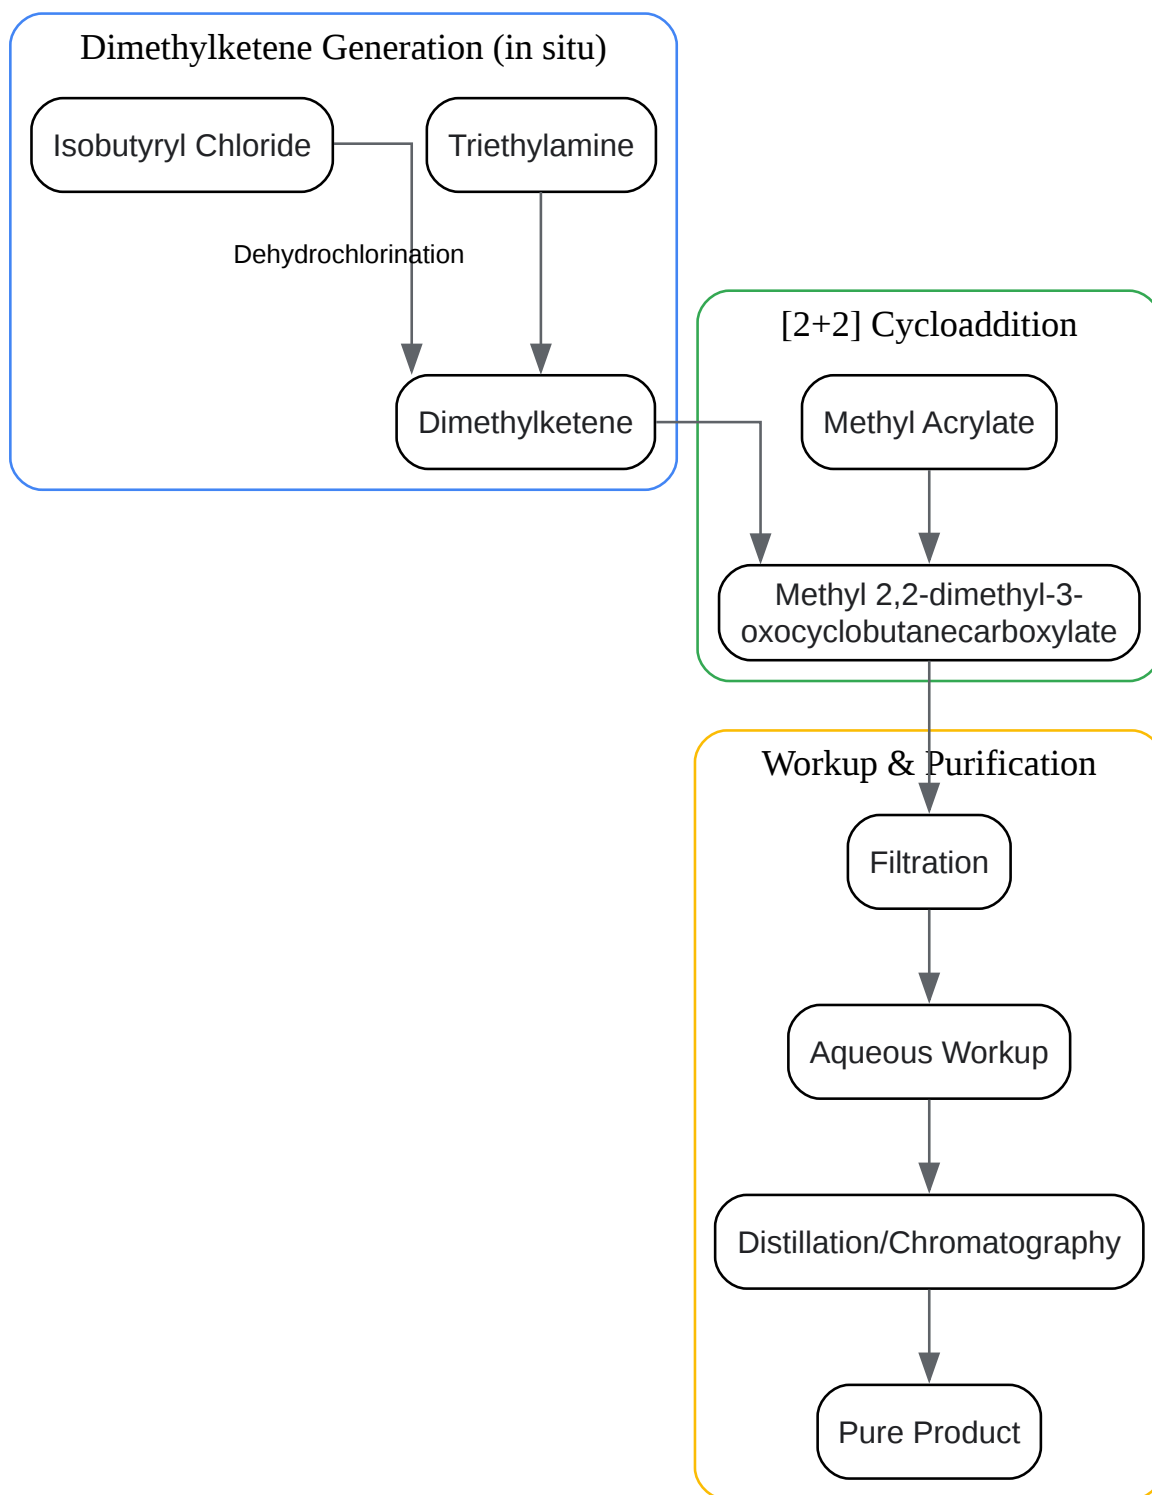 Dimethylketene Generation (in situ)
Isobutyryl Chloride
Triethylamine
Dehydrochlorination
Dimethylketene
[2+2] Cycloaddition
Methyl Acrylate
Methyl 2,2-dimethyl-3-
oxocyclobutanecarboxylate
Workup & Purification
Filtration
Aqueous Workup
Distillation/Chromatography
Pure Product